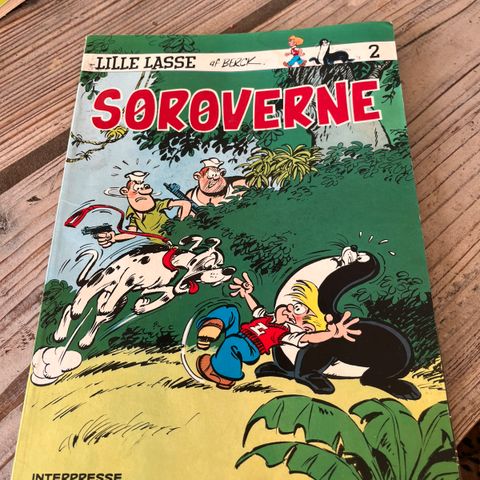 LILLE LASSE af BERCK. 2
SØRØVERNE
L
INTERPRESSE